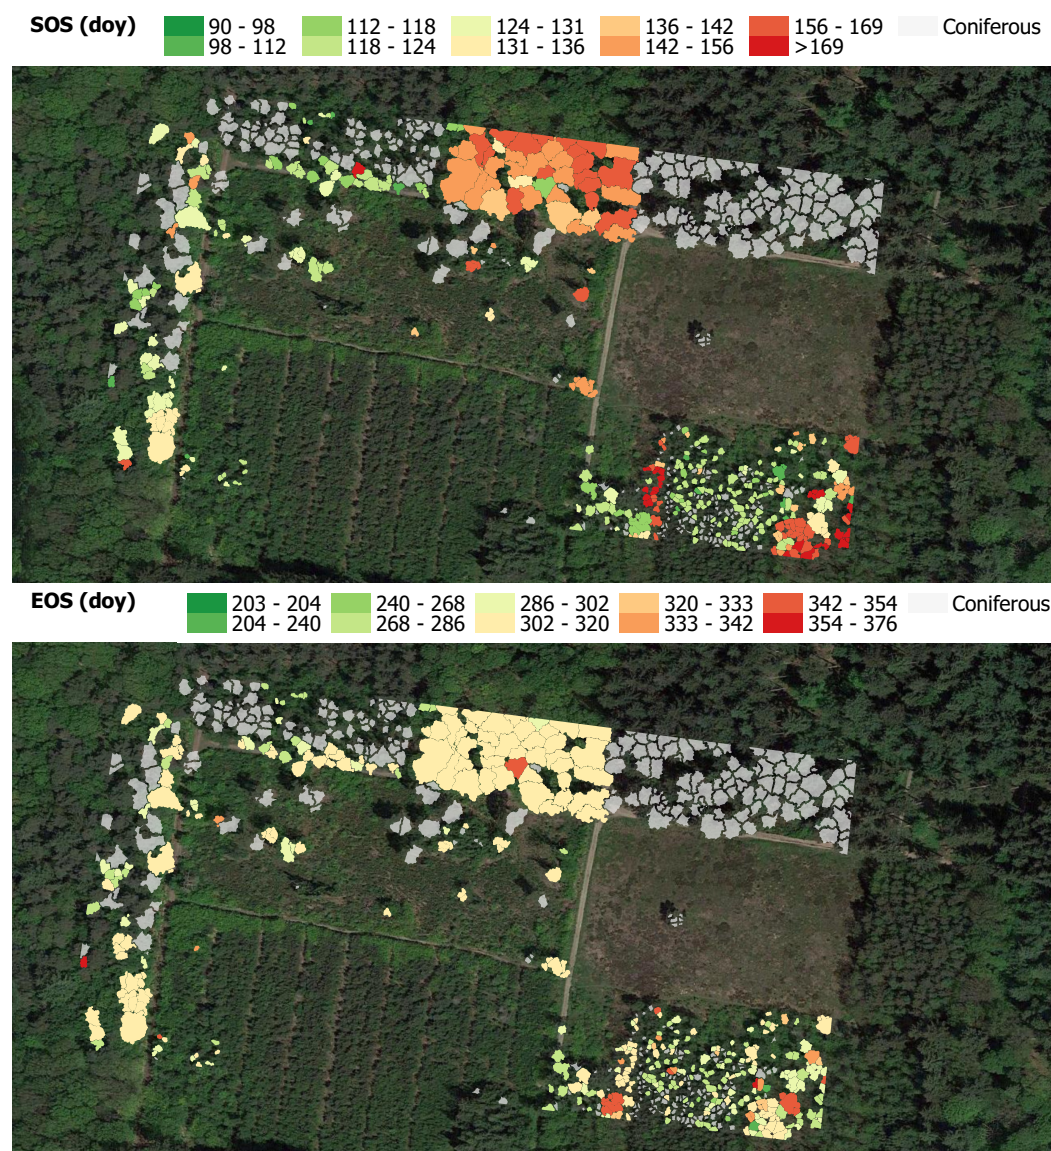 SOS (doy) 90 - 98 112 - 118 124 - 131 136 - 142 156 - 169 Coniferous
98 - 112 118 - 124 131 - 136 142 - 156 >169
EOS (doy) 203 - 204 240 - 268 286 - 302 320 - 333 342 - 354 Coniferous
204 - 240 268 - 286 302 - 320 333 - 342 354 - 376